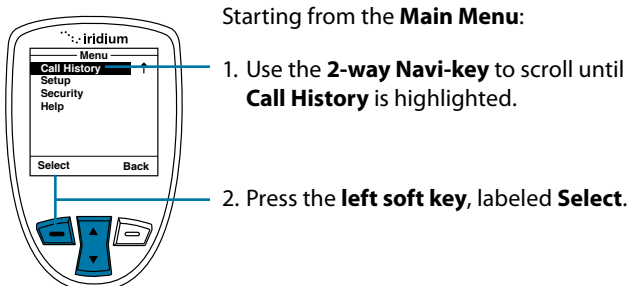 Starting from the Main Menu:
iridium
Menu
Call History
Setup
Security
Help
Select Back
1. Use the 2-way Navi-key to scroll until
Call History is highlighted.
2. Press the left soft key, labeled Select.